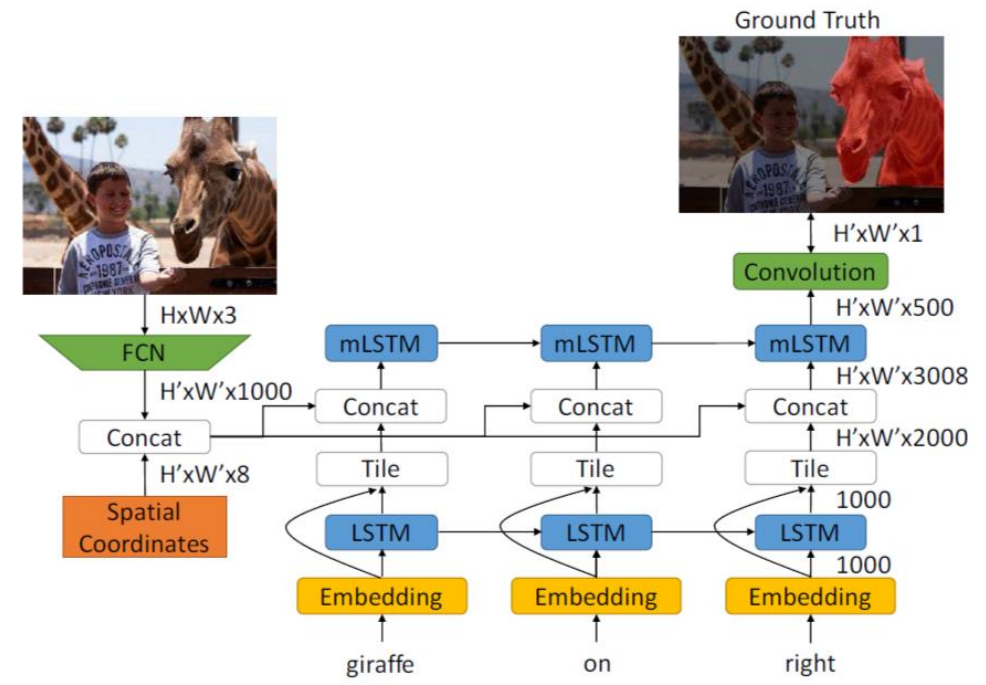 Ground Truth
AEROPOSTA
1987
H'xW'x1
Convolution
H'xW'x500
HxWx3
FCN
mLSTM
mLSTM
mLSTM
H'xW'x1000
H'xW'x3008
Concat
Concat
Concat
Concat
H'xW'x2000
H'xW'x8
Tile
Tile
Tile
Spatial
Coordinates
1000
LSTM
LSTM
LSTM
1000
Embedding
Embedding
Embedding
giraffe
on
right